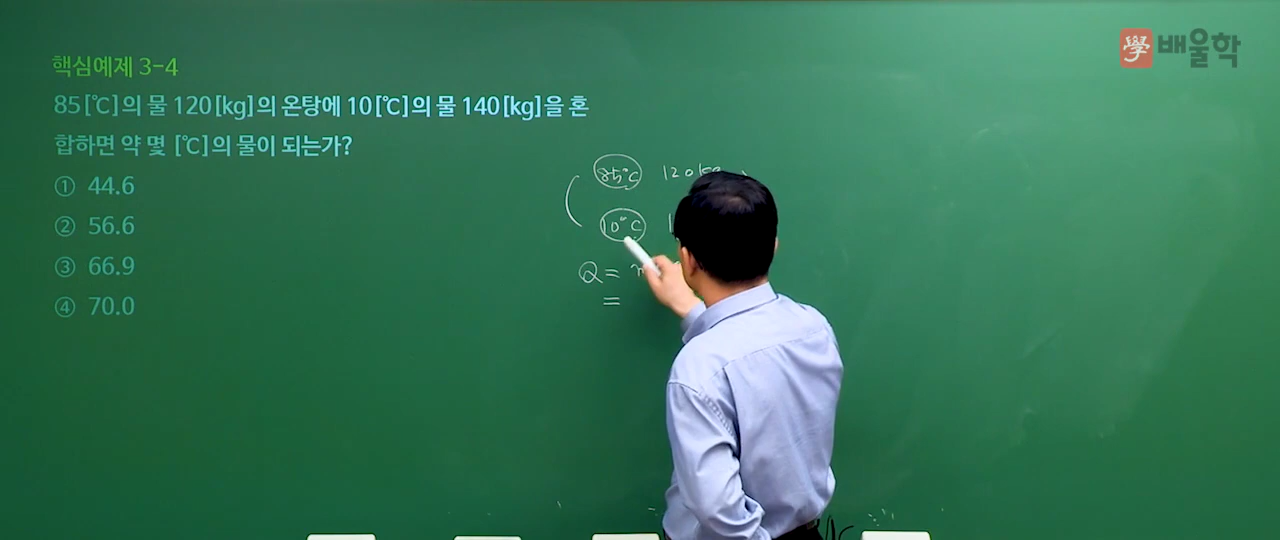 學 배울학
핵심예제 3-4
85[℃]의 물 120[kg]의 온탕에 10[℃]의 물 140[kg]을 혼
합하면 약 몇 [℃]의 물이 되는가?
① 44.6
② 56.6
③ 66.9
④ 70.0
85℃ 120kg
10℃ 1
Q = m
=